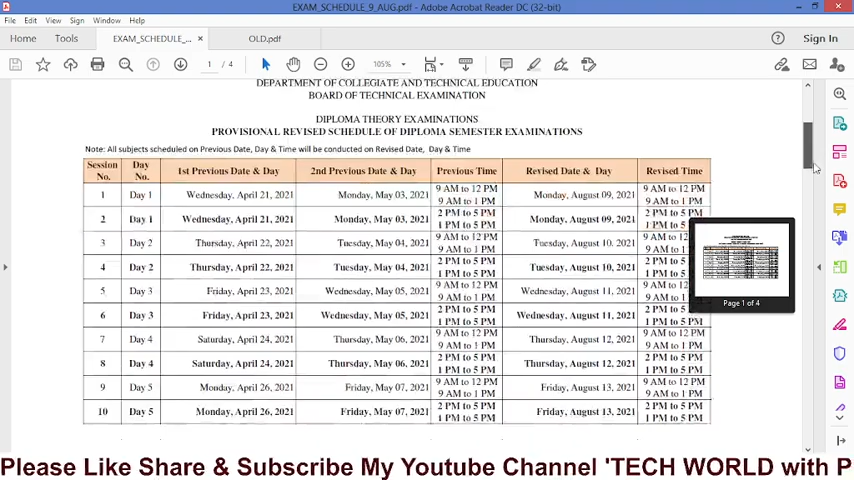 EXAM_SCHEDULE_9_AUG.pdf - Adobe Acrobat Reader DC (32-bit)
File Edit View Sign Window Help
Home Tools EXAM_SCHEDULE_... × OLD.pdf Sign In
1 / 4 105%
DEPARTMENT OF COLLEGIATE AND TECHNICAL EDUCATION
BOARD OF TECHNICAL EXAMINATION
DIPLOMA THEORY EXAMINATIONS
PROVISIONAL REVISED SCHEDULE OF DIPLOMA SEMESTER EXAMINATIONS
Note: All subjects scheduled on Previous Date, Day & Time will be conducted on Revised Date, Day & Time
Session No. Day No. 1st Previous Date & Day 2nd Previous Date & Day Previous Time Revised Date & Day Revised Time
1 Day 1 Wednesday, April 21, 2021 Monday, May 03, 2021 9 AM to 12 PM 9 AM to 1 PM Monday, August 09, 2021 9 AM to 12 PM 9 AM to 1 PM
2 Day 1 Wednesday, April 21, 2021 Monday, May 03, 2021 2 PM to 5 PM 1 PM to 5 PM Monday, August 09, 2021 2 PM to 5 PM 1 PM to 5 PM
3 Day 2 Thursday, April 22, 2021 Tuesday, May 04, 2021 9 AM to 12 PM 9 AM to 1 PM Tuesday, August 10, 2021 9 AM to 12 9 AM to 1
4 Day 2 Thursday, April 22, 2021 Tuesday, May 04, 2021 2 PM to 5 PM 1 PM to 5 PM Tuesday, August 10, 2021 2 PM to 5 1 PM to 5
5 Day 3 Friday, April 23, 2021 Wednesday, May 05, 2021 9 AM to 12 PM 9 AM to 1 PM Wednesday, August 11, 2021 9 AM to 12 9 AM to 1
6 Day 3 Friday, April 23, 2021 Wednesday, May 05, 2021 2 PM to 5 PM 1 PM to 5 PM Wednesday, August 11, 2021 2 PM to 5 PM 1 PM to 5 PM
7 Day 4 Saturday, April 24, 2021 Thursday, May 06, 2021 9 AM to 12 PM 9 AM to 1 PM Thursday, August 12, 2021 9 AM to 12 PM 9 AM to 1 PM
8 Day 4 Saturday, April 24, 2021 Thursday, May 06, 2021 2 PM to 5 PM 1 PM to 5 PM Thursday, August 12, 2021 2 PM to 5 PM 1 PM to 5 PM
9 Day 5 Monday, April 26, 2021 Friday, May 07, 2021 9 AM to 12 PM 9 AM to 1 PM Friday, August 13, 2021 9 AM to 12 PM 9 AM to 1 PM
10 Day 5 Monday, April 26, 2021 Friday, May 07, 2021 2 PM to 5 PM 1 PM to 5 PM Friday, August 13, 2021 2 PM to 5 PM 1 PM to 5 PM
Page 1 of 4
Please Like Share & Subscribe My Youtube Channel 'TECH WORLD with P